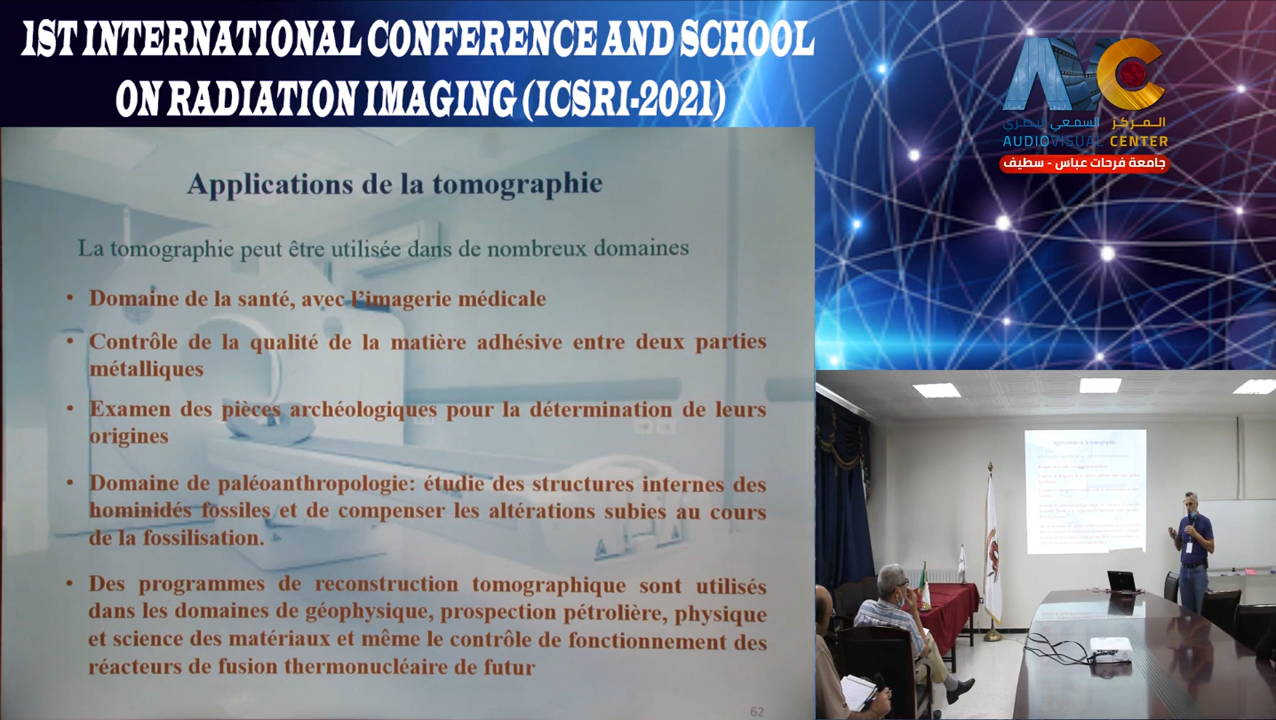 1ST INTERNATIONAL CONFERENCE AND SCHOOL
ON RADIATION IMAGING (ICSRI-2021)
المركز السمعي البصري
AUDIOVISUAL CENTER
جامعة فرحات عباس - سطيف
Applications de la tomographie
La tomographie peut être utilisée dans de nombreux domaines
• Domaine de la santé, avec l'imagerie médicale
• Contrôle de la qualité de la matière adhésive entre deux parties
métalliques
• Examen des pièces archéologiques pour la détermination de leurs
origines
• Domaine de paléoanthropologie: étude des structures internes des
hominidés fossiles et de compenser les altérations subies au cours
de la fossilisation.
• Des programmes de reconstruction tomographique sont utilisés
dans les domaines de géophysique, prospection pétrolière, physique
et science des matériaux et même le contrôle de fonctionnement des
réacteurs de fusion thermonucléaire de futur
62
Applications de la tomographie